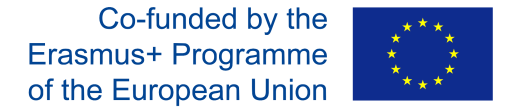 Co-funded by the
Erasmus+ Programme
of the European Union